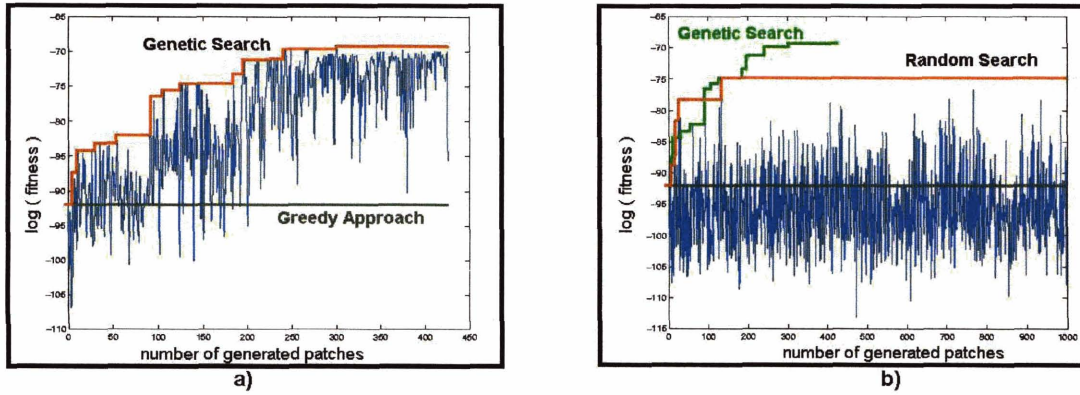 Genetic Search
Greedy Approach
log ( fitness )
-65
-70
-75
-80
-85
-90
-95
-100
-105
-110
0 50 100 150 200 250 300 350 400 450
number of generated patches
a)
Genetic Search
Random Search
log ( fitness )
-65
-70
-75
-80
-85
-90
-95
-100
-106
-110
-116
0 100 200 300 400 500 600 700 800 900 1000
number of generated patches
b)